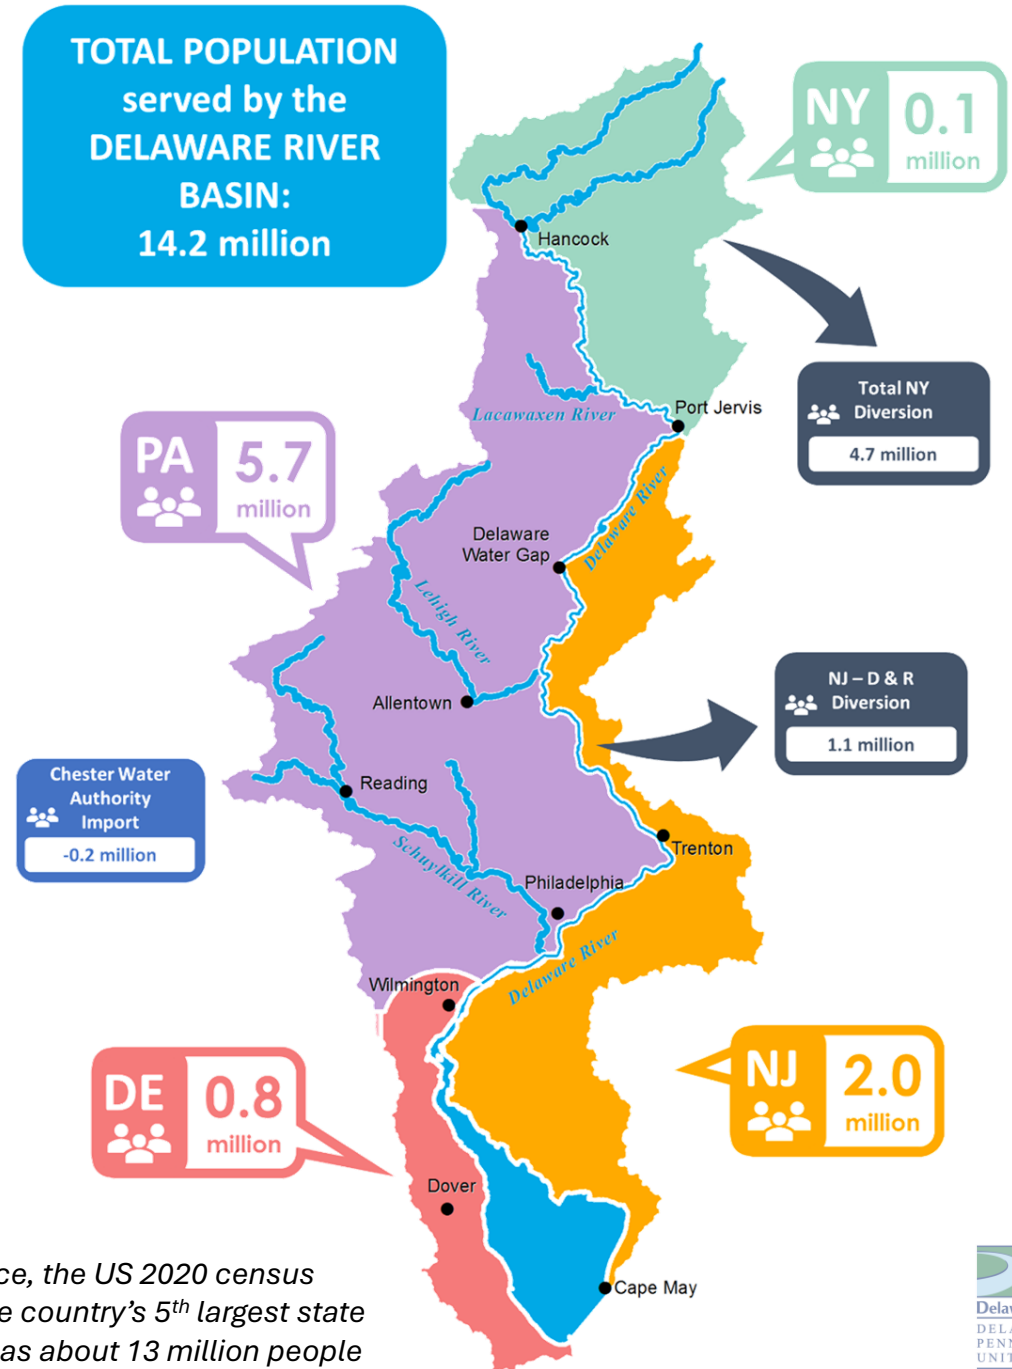 TOTAL POPULATION
served by the
DELAWARE RIVER
BASIN:
14.2 million
NY
0.1
million
Hancock
Total NY
Diversion
4.7 million
Lacawaxen River
Port Jervis
PA
5.7
million
Delaware River
Delaware
Water Gap
Lehigh River
NJ – D & R
Diversion
1.1 million
Allentown
Chester Water
Authority
Import
-0.2 million
Reading
Trenton
Schuylkill River
Philadelphia
Delaware River
Wilmington
DE
0.8
million
NJ
2.0
million
Dover
Cape May
ce, the US 2020 census
e country's 5th largest state
as about 13 million people
Delaw
DELA
PENN
UNIT